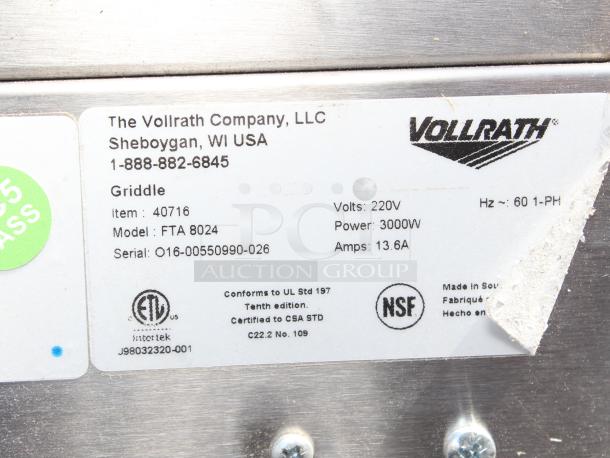 The Vollrath Company, LLC
Sheboygan, WI USA
1-888-882-6845
VOLLRATH®
Griddle
Item : 40716
Model : FTA 8024
Serial: O16-00550990-026
Volts: 220V
Power: 3000W
Amps: 13.6A
Hz ~: 60 1-PH
PCI
AUCTION GROUP
ETL
US
Intertek
J98032320-001
Conforms to UL Std 197
Tenth edition.
Certified to CSA STD
C22.2 No. 109
NSF
Made in
Fabriqué
Hecho en